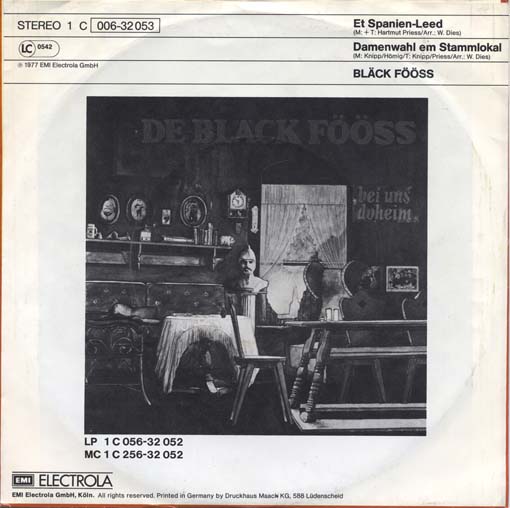 STEREO 1 C 006-32 053
LC 0542
℗ 1977 EMI Electrola GmbH
Et Spanien-Leed
(M: + T: Hartmut Priess/Arr.: W. Dies)
Damenwahl em Stammlokal
(M: Knipp/Hömig/T: Knipp/Priess/Arr.: W. Dies)
BLÄCK FÖÖSS
DE BLÄCK FÖÖSS
„bei uns
doheim“
LP 1 C 056-32 052
MC 1 C 256-32 052
EMI ELECTROLA
EMI Electrola GmbH, Köln. All rights reserved. Printed in Germany by Druckhaus Maack KG, 588 Lüdenscheid